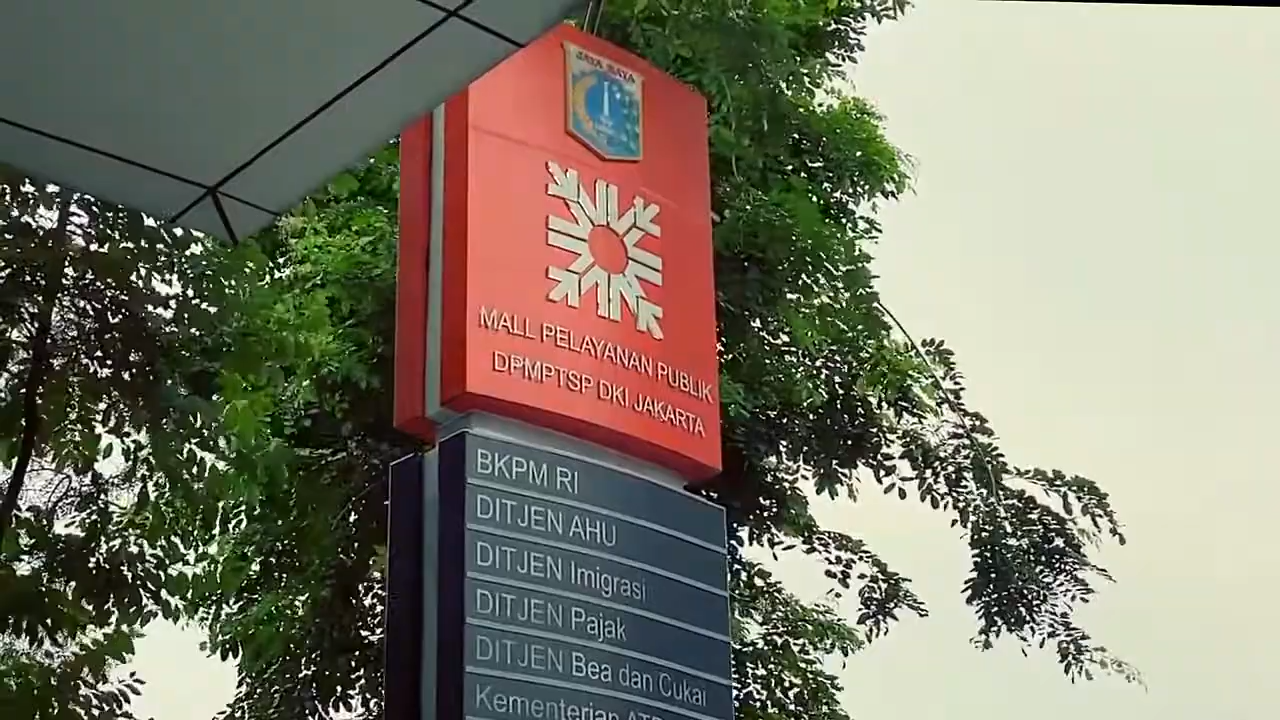 JAYA RAYA
MALL PELAYANAN PUBLIK
DPMPTSP DKI JAKARTA
BKPM RI
DITJEN AHU
DITJEN Imigrasi
DITJEN Pajak
DITJEN Bea dan Cukai
Kementerian